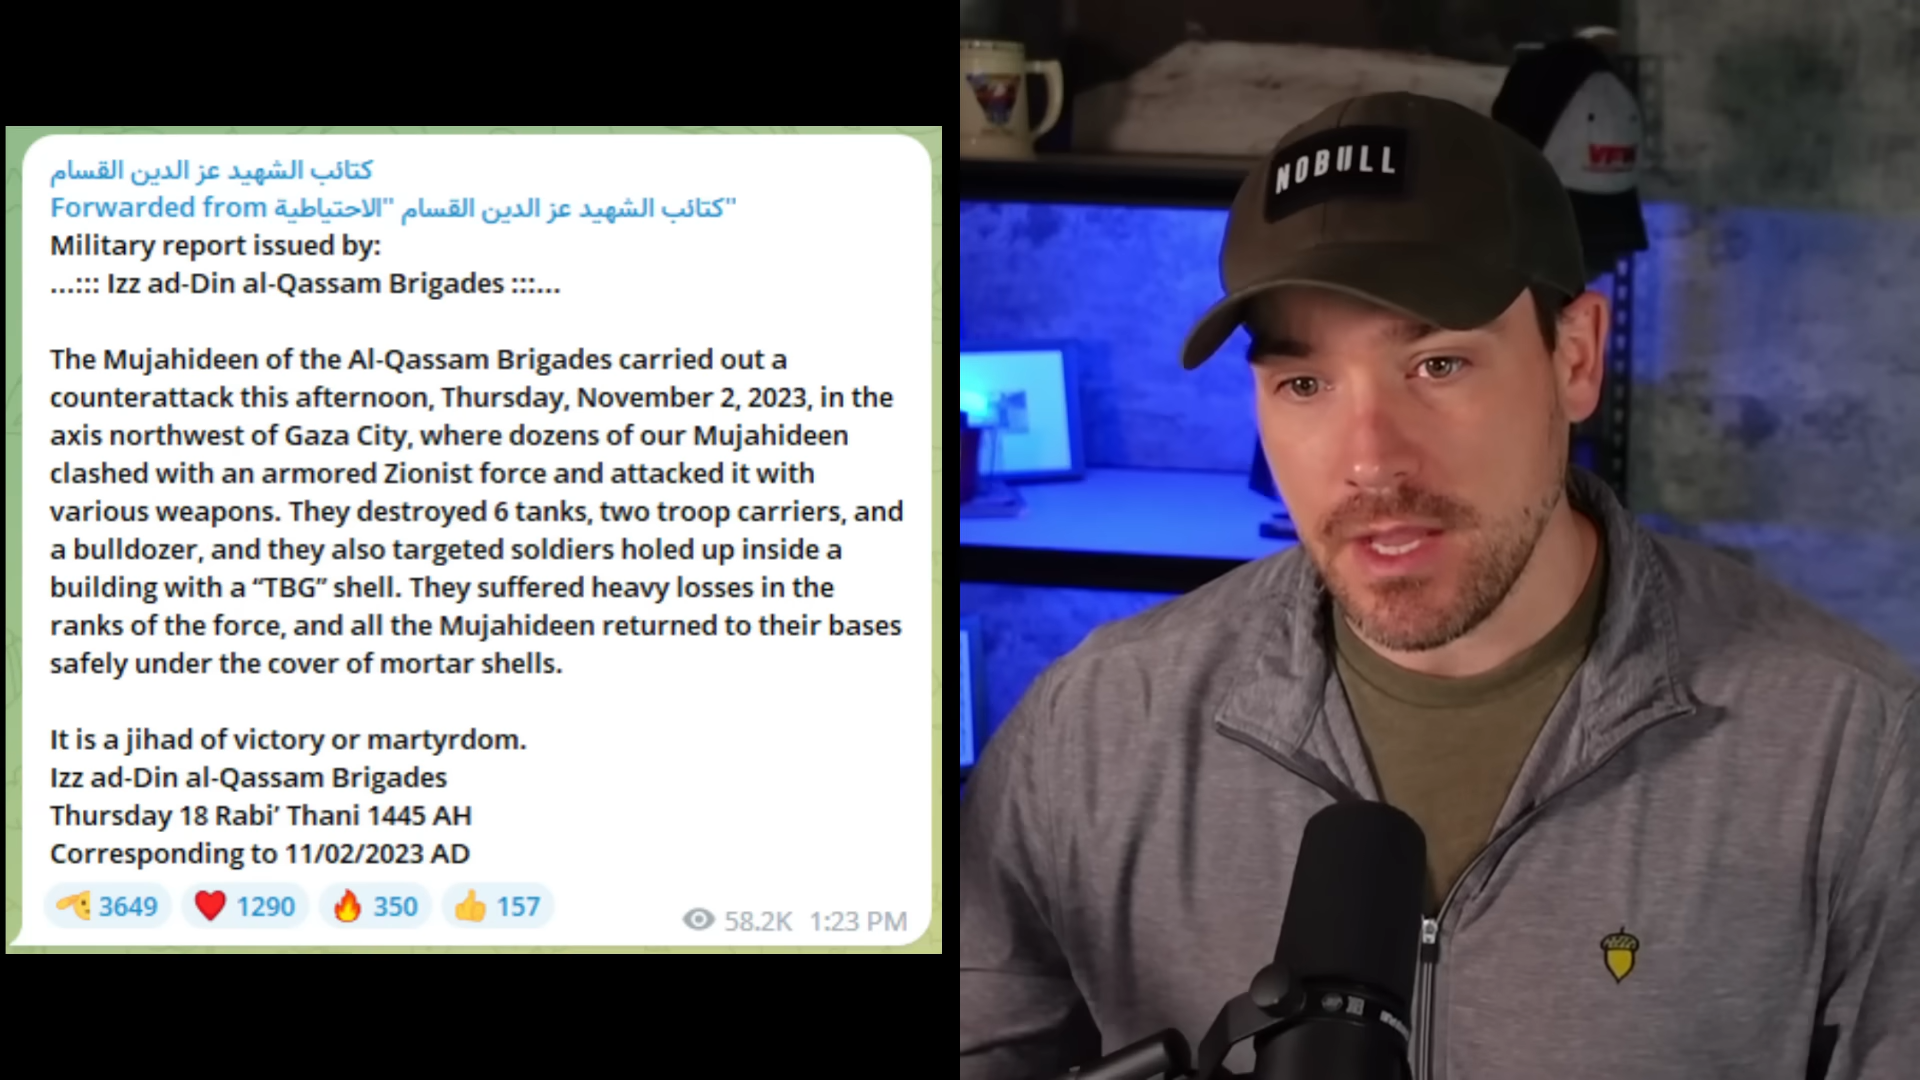 كتائب الشهيد عز الدين القسام
Forwarded from كتائب الشهيد عز الدين القسام "الاحتياطية"
Military report issued by:
...::: Izz ad-Din al-Qassam Brigades :::...
The Mujahideen of the Al-Qassam Brigades carried out a
counterattack this afternoon, Thursday, November 2, 2023, in the
axis northwest of Gaza City, where dozens of our Mujahideen
clashed with an armored Zionist force and attacked it with
various weapons. They destroyed 6 tanks, two troop carriers, and
a bulldozer, and they also targeted soldiers holed up inside a
building with a “TBG” shell. They suffered heavy losses in the
ranks of the force, and all the Mujahideen returned to their bases
safely under the cover of mortar shells.
It is a jihad of victory or martyrdom.
Izz ad-Din al-Qassam Brigades
Thursday 18 Rabi’ Thani 1445 AH
Corresponding to 11/02/2023 AD
3649 1290 350 157 58.2K 1:23 PM
NOBULL
VFW